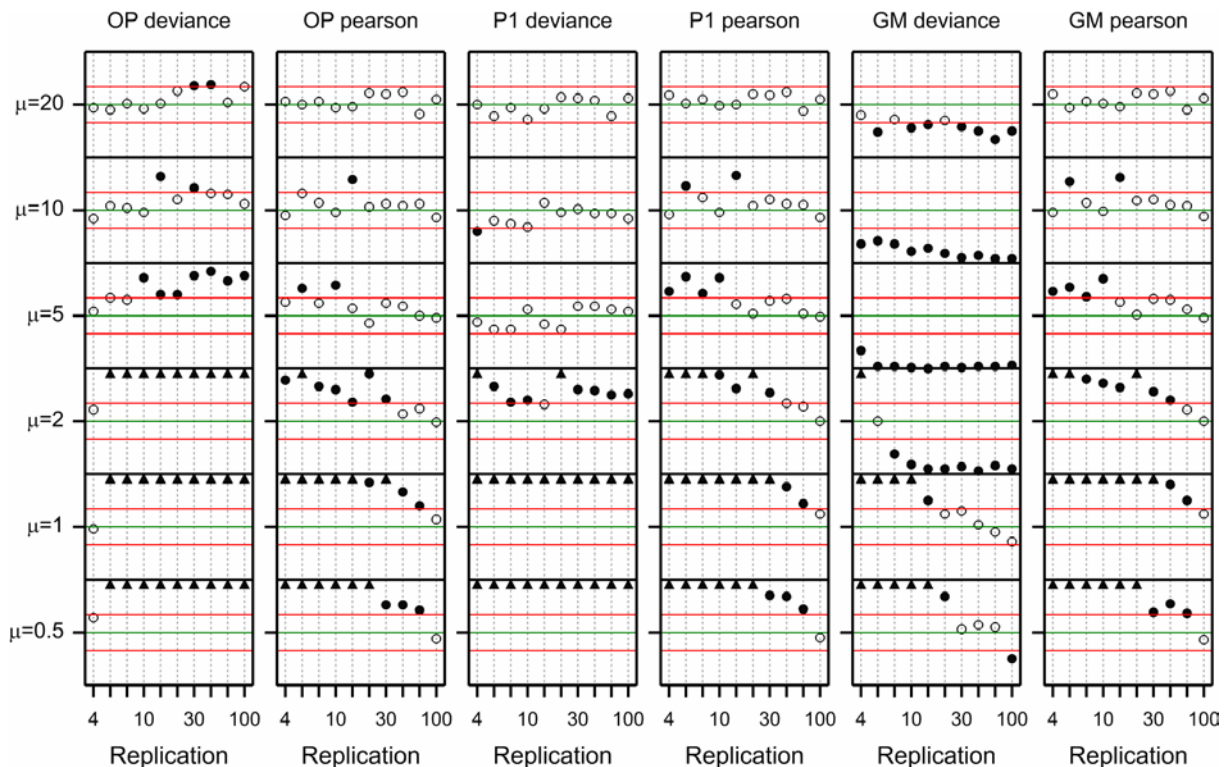 OP deviance OP pearson P1 deviance P1 pearson GM deviance GM pearson
μ=20
μ=10
μ=5
μ=2
μ=1
μ=0.5
4 10 30 100 4 10 30 100 4 10 30 100 4 10 30 100 4 10 30 100 4 10 30 100
Replication Replication Replication Replication Replication Replication